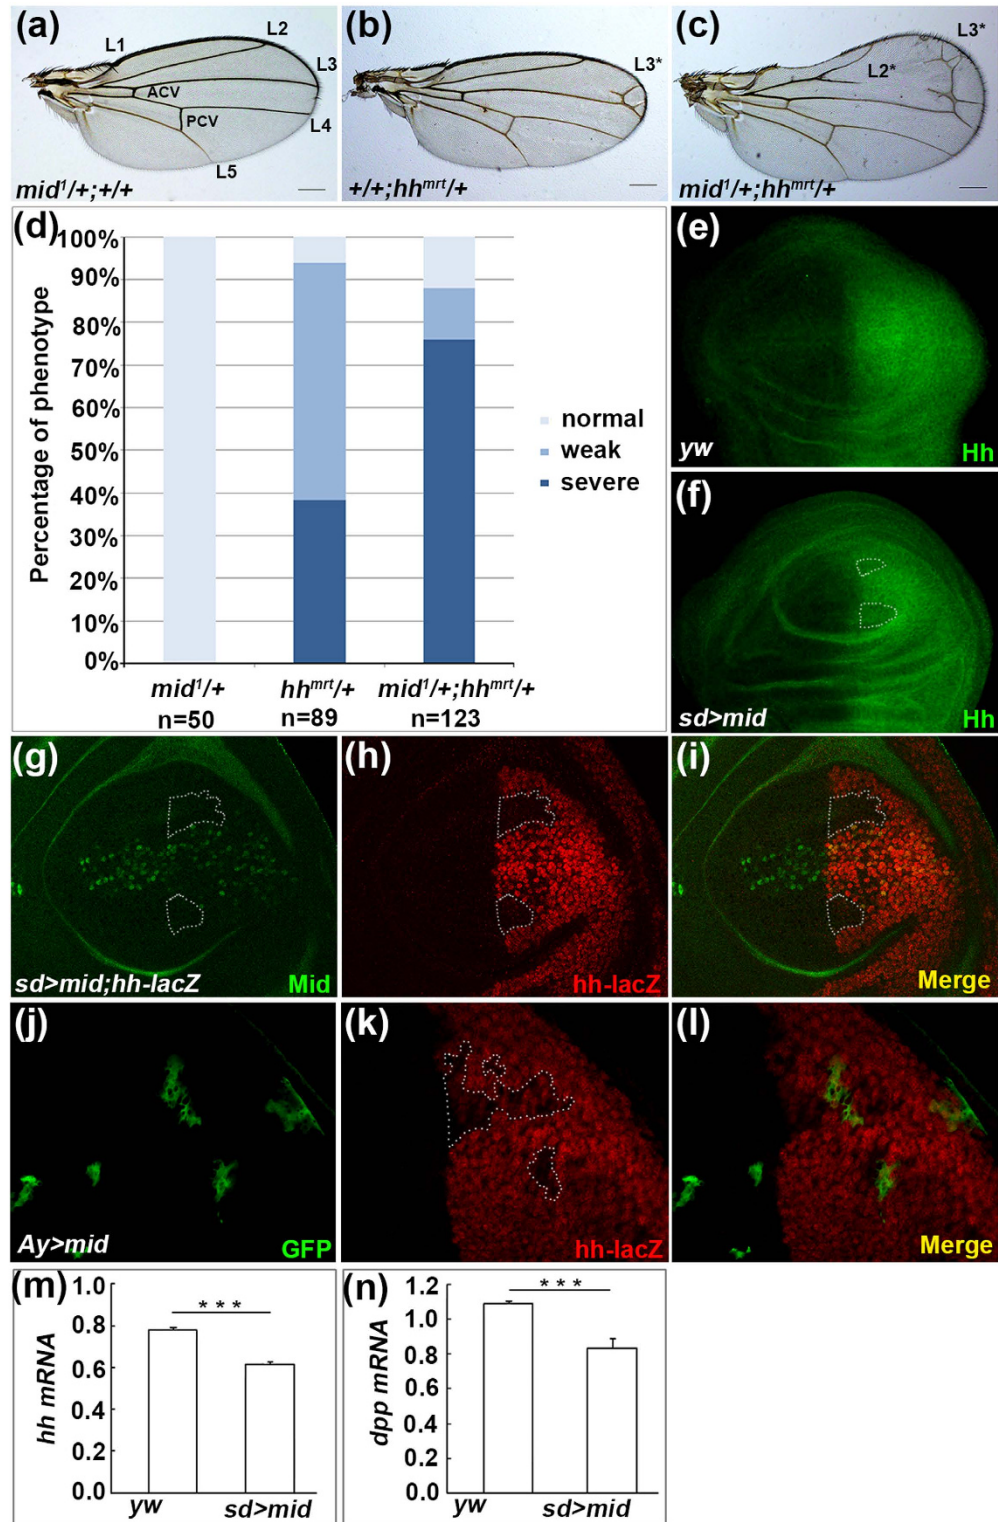 (a)
L1
L2
L3
ACV
PCV
L4
L5
mid¹/+;+/+
(b)
L3*
+/+;hhᵐʳᵗ/+
(c)
L3*
L2*
mid¹/+;hhᵐʳᵗ/+
(d)
Percentage of phenotype
100%
90%
80%
70%
60%
50%
40%
30%
20%
10%
0%
mid¹/+
n=50
hhᵐʳᵗ/+
n=89
mid¹/+;hhᵐʳᵗ/+
n=123
normal
weak
severe
(e)
yw
Hh
(f)
sd>mid
Hh
(g)
sd>mid;hh-lacZ
Mid
(h)
hh-lacZ
(i)
Merge
(j)
Ay>mid
GFP
(k)
hh-lacZ
(l)
Merge
(m)
hh mRNA
1.0
0.8
0.6
0.4
0.2
0.0
***
yw
sd>mid
(n)
dpp mRNA
1.2
1.0
0.8
0.6
0.4
0.2
0.0
***
yw
sd>mid